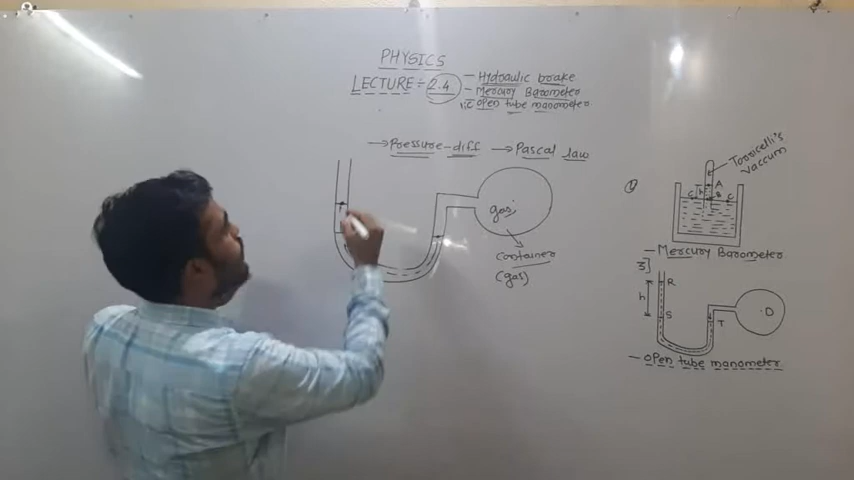 PHYSICS
LECTURE ÷ 2.4
- Hydraulic brake
- Mercury Barometer
open tube manometer
→ Pressure-diff → Pascal law
Torricelli's
vaccum
gas;
container
(gas)
①
h
A
B
C
C
- Mercury Barometer
3]
R
h
S
T
.D
- open tube manometer